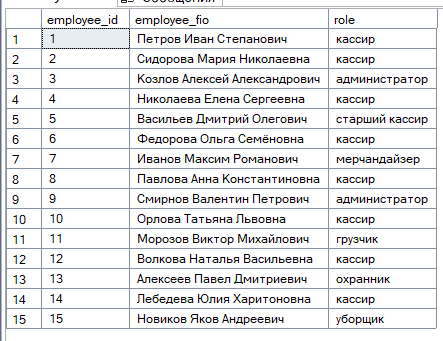 employee_id employee_fio role
1 1 Петров Иван Степанович кассир
2 2 Сидорова Мария Николаевна кассир
3 3 Козлов Алексей Александрович администратор
4 4 Николаева Елена Сергеевна кассир
5 5 Васильев Дмитрий Олегович старший кассир
6 6 Федорова Ольга Семёновна кассир
7 7 Иванов Максим Романович мерчандайзер
8 8 Павлова Анна Константиновна кассир
9 9 Смирнов Валентин Петрович администратор
10 10 Орлова Татьяна Львовна кассир
11 11 Морозов Виктор Михайлович грузчик
12 12 Волкова Наталья Васильевна кассир
13 13 Алексеев Павел Дмитриевич охранник
14 14 Лебедева Юлия Харитоновна кассир
15 15 Новиков Яков Андреевич уборщик